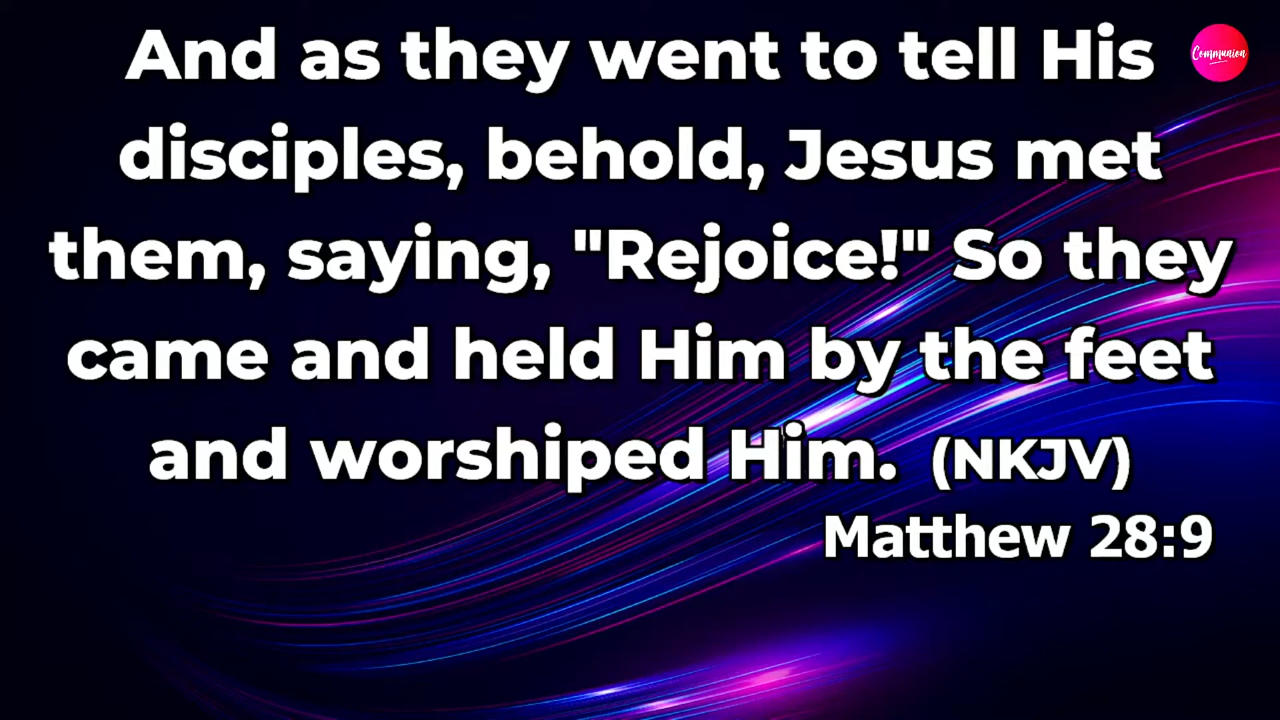 And as they went to tell His
Communion
disciples, behold, Jesus met
them, saying, "Rejoice!" So they
came and held Him by the feet
and worshiped Him. (NKJV)
Matthew 28:9